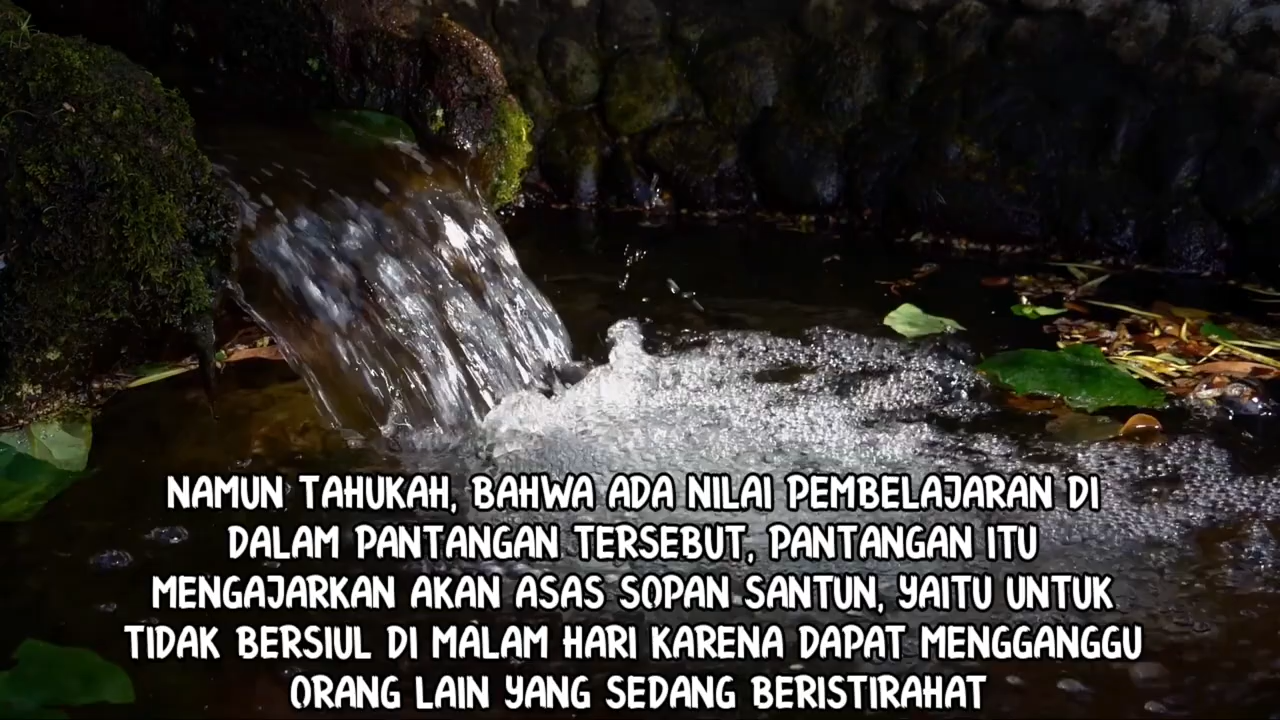 NAMUN TAHUKAH, BAHWA ADA NILAI PEMBELAJARAN DI
DALAM PANTANGAN TERSEBUT, PANTANGAN ITU
MENGAJARKAN AKAN ASAS SOPAN SANTUN, YAITU UNTUK
TIDAK BERSIUL DI MALAM HARI KARENA DAPAT MENGGANGGU
ORANG LAIN YANG SEDANG BERISTIRAHAT